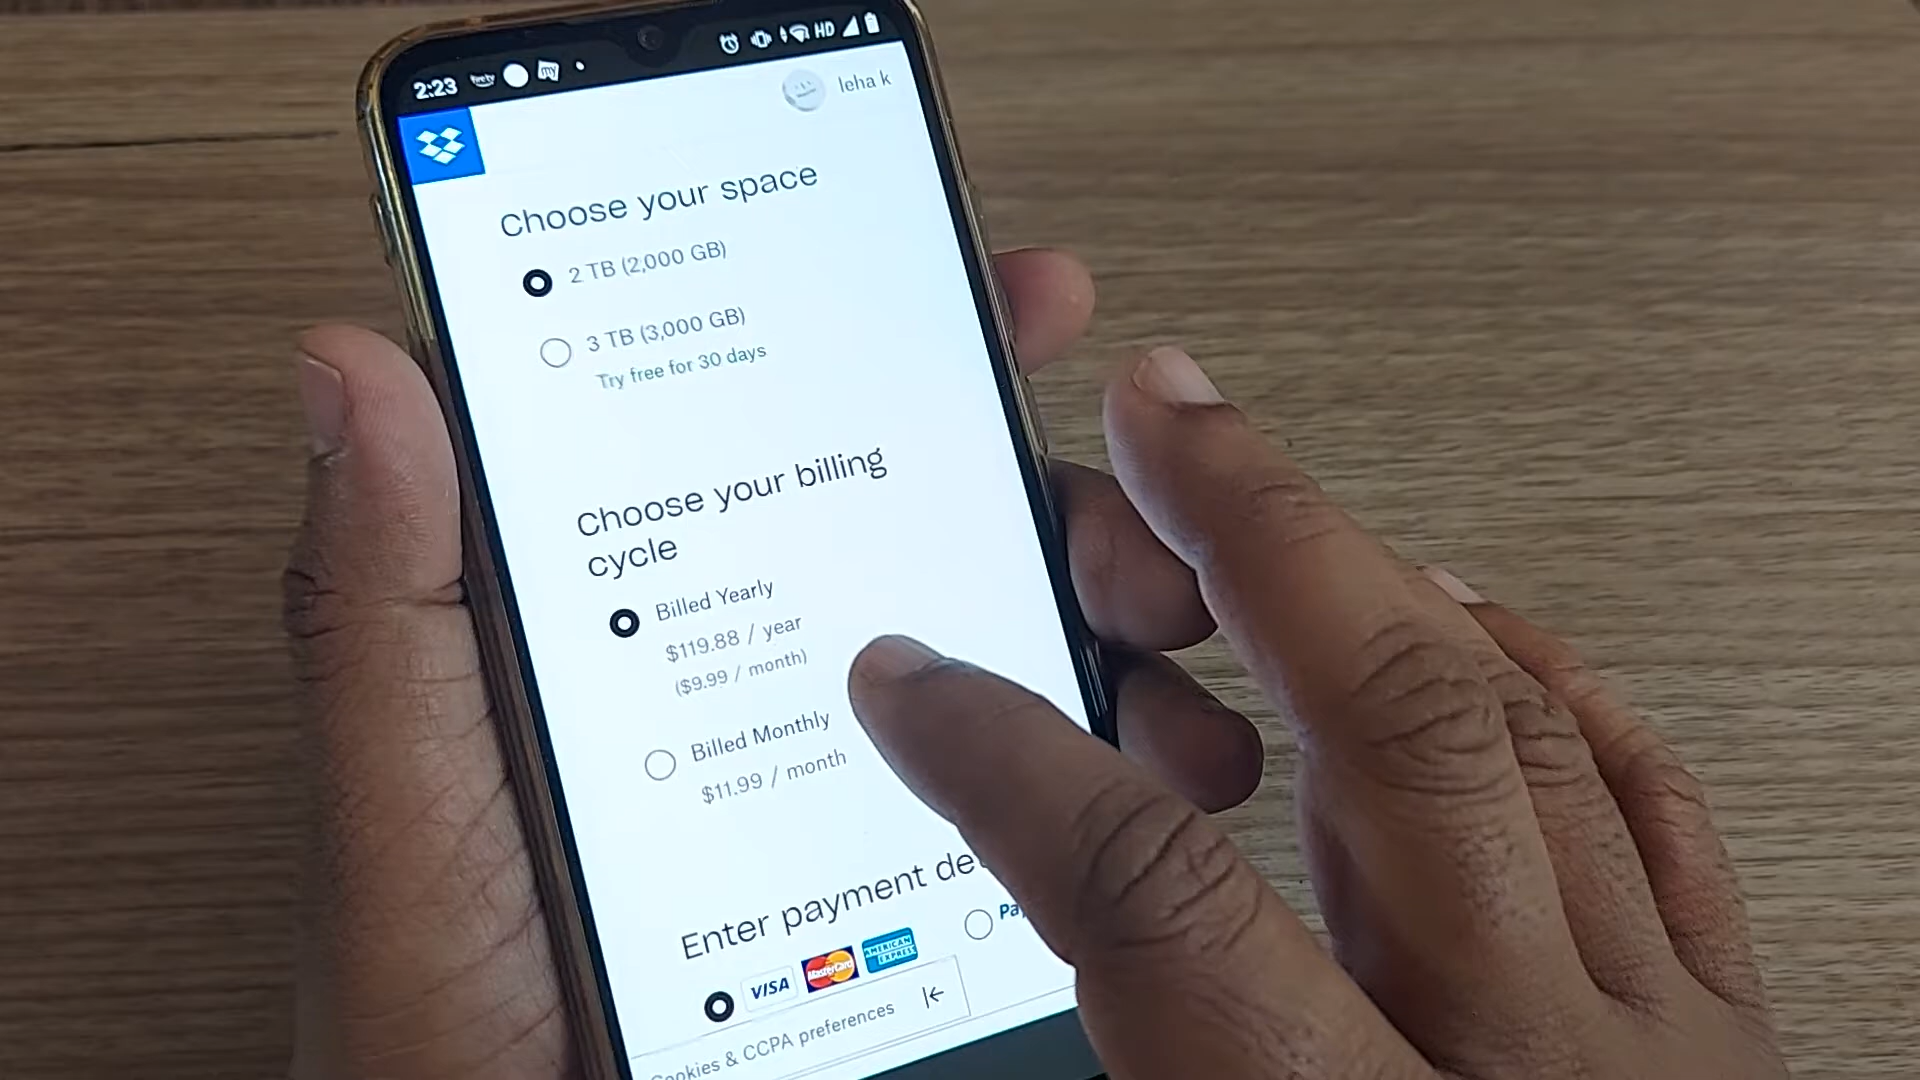 2:23
HD
leha k
Choose your space
2 TB (2,000 GB)
3 TB (3,000 GB)
Try free for 30 days
Choose your billing
cycle
Billed Yearly
$119.88 / year
($9.99 / month)
Billed Monthly
$11.99 / month
Enter payment de
VISA MasterCard AMERICAN EXPRESS Pa
Cookies & CCPA preferences